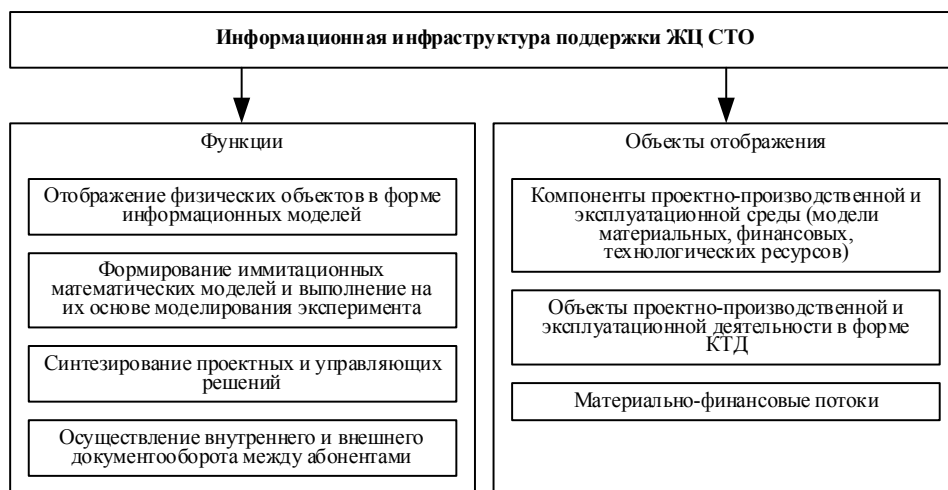 Информационная инфраструктура поддержки ЖЦ СТО
Функции
Отображение физических объектов в форме
информационных моделей
Формирование иммитационных
математических моделей и выполнение на
их основе моделирования эксперимента
Синтезирование проектных и управляющих
решений
Осуществление внутреннего и внешнего
документооборота между абонентами
Объекты отображения
Компоненты проектно-производственной и
эксплуатационной среды (модели
материальных, финансовых,
технологических ресурсов)
Объекты проектно-производственной и
эксплуатационной деятельности в форме
КТД
Материально-финансовые потоки